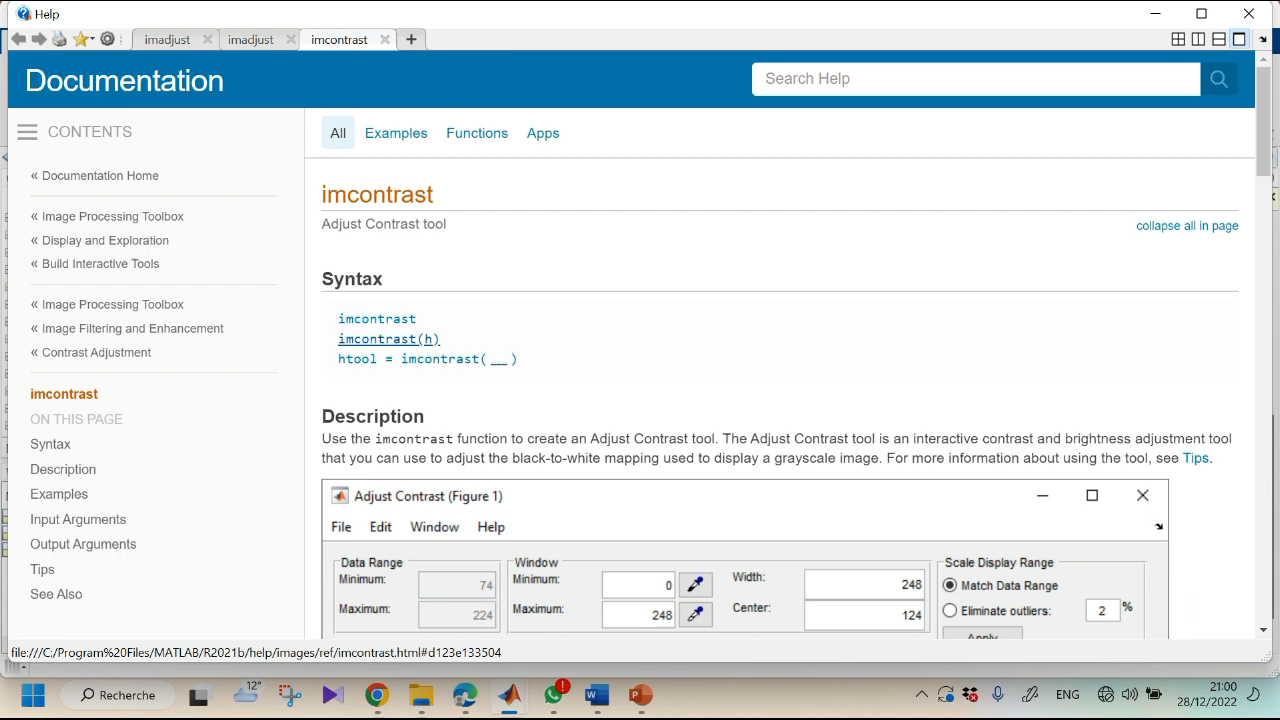 Help
imadjust
imadjust
imcontrast
Documentation
Search Help
CONTENTS
« Documentation Home
« Image Processing Toolbox
« Display and Exploration
« Build Interactive Tools
« Image Processing Toolbox
« Image Filtering and Enhancement
« Contrast Adjustment
imcontrast
ON THIS PAGE
Syntax
Description
Examples
Input Arguments
Output Arguments
Tips
See Also
All Examples Functions Apps
imcontrast
Adjust Contrast tool
collapse all in page
Syntax
imcontrast
imcontrast(h)
htool = imcontrast( __ )
Description
Use the imcontrast function to create an Adjust Contrast tool. The Adjust Contrast tool is an interactive contrast and brightness adjustment tool
that you can use to adjust the black-to-white mapping used to display a grayscale image. For more information about using the tool, see Tips.
Adjust Contrast (Figure 1)
File Edit Window Help
Data Range
Minimum: 74
Maximum: 224
Window
Minimum: 0
Maximum: 248
Width: 248
Center: 124
Scale Display Range
Match Data Range
Eliminate outliers: 2 %
Apply
file:///C:/Program%20Files/MATLAB/R2021b/help/images/ref/imcontrast.html#d123e133504
Recherche
12°
ENG
21:00
28/12/2022